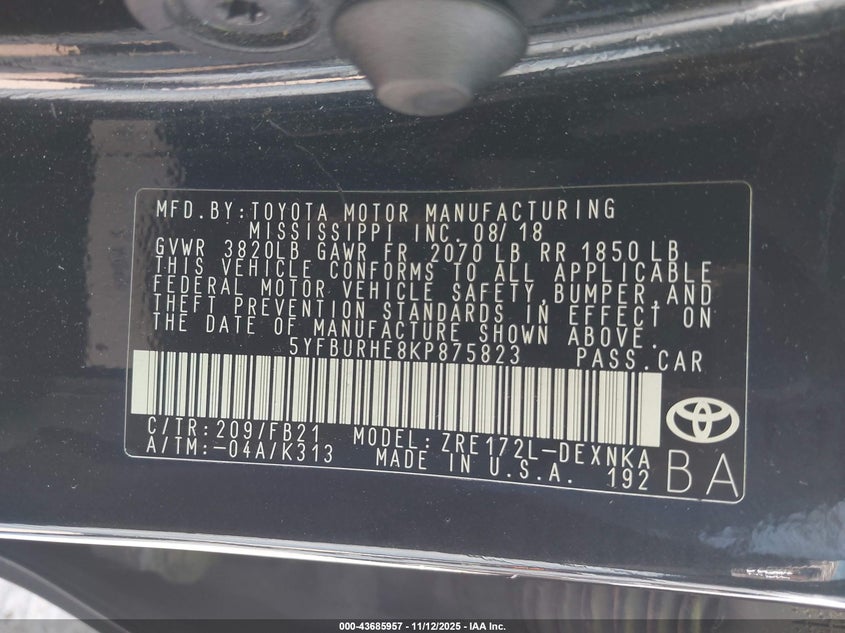 MFD.BY:TOYOTA MOTOR MANUFACTURING
MISSISSIPPI INC. 08/18
GVWR 3820LB GAWR FR 2070 LB RR 1850 LB
THIS VEHICLE CONFORMS TO ALL APPLICABLE
FEDERAL MOTOR VEHICLE SAFETY,BUMPER,AND
THEFT PREVENTION STANDARDS IN EFFECT ON
THE DATE OF MANUFACTURE SHOWN ABOVE.
5YFBURHE8KP875823 PASS.CAR
C/TR:209/FB21 MODEL:ZRE172L-DEXNKA
A/TM:-04A/K313 MADE IN U.S.A. 192
BA
000-43685957 - 11/12/2025 - IAA Inc.